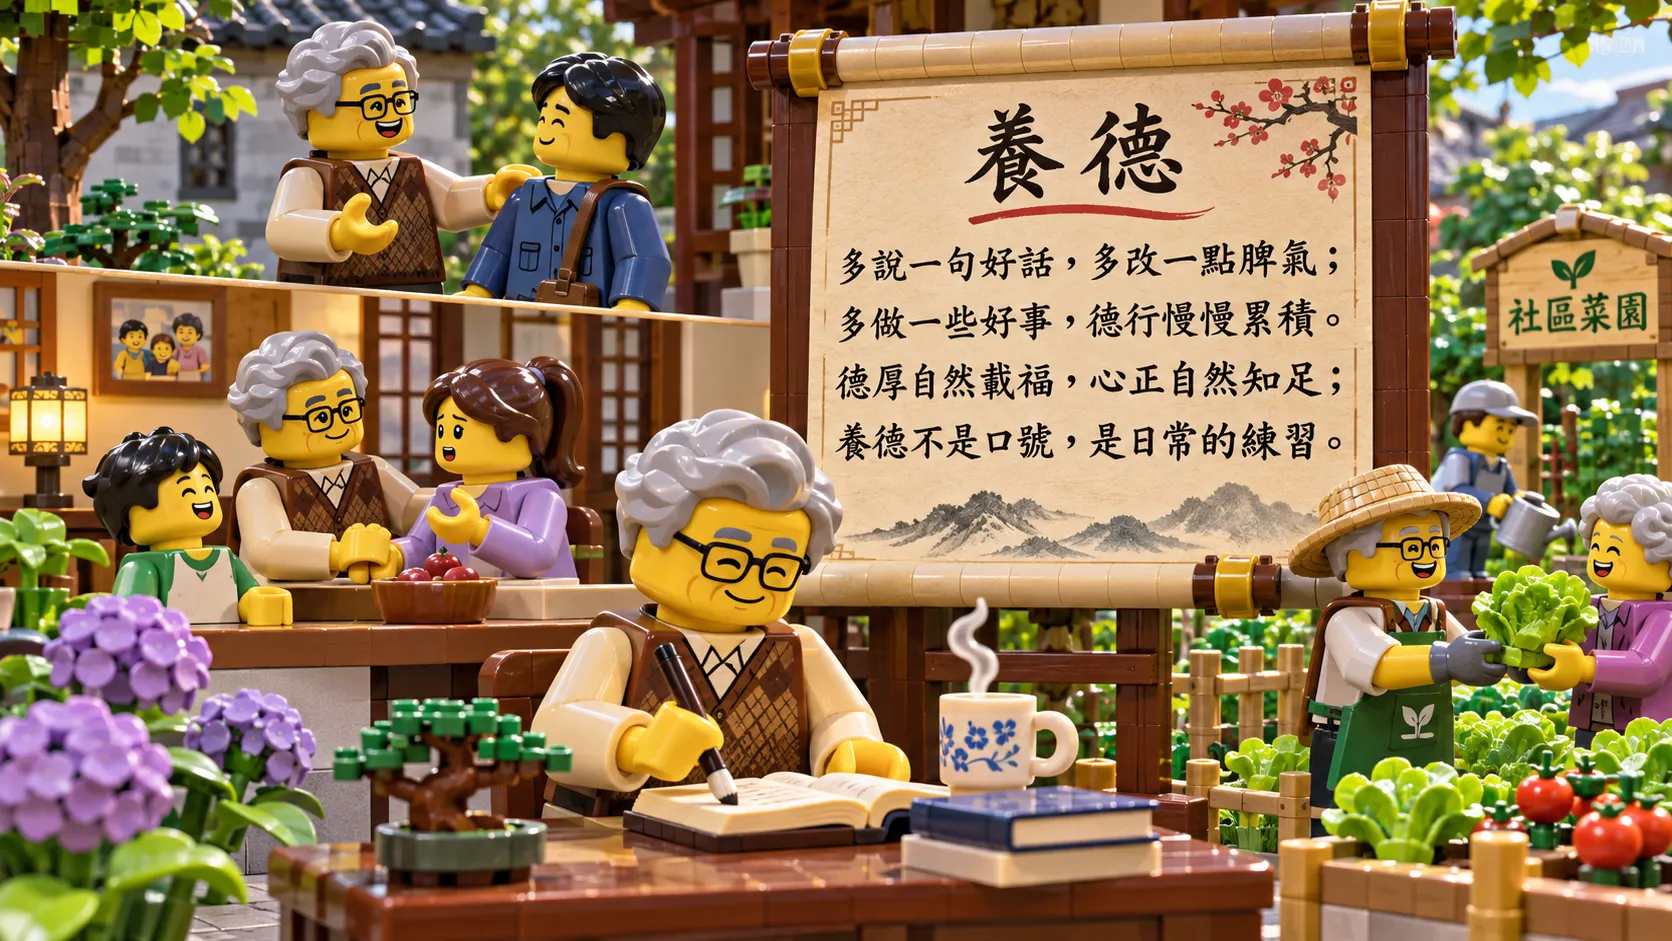 養德
多說一句好話，多改一點脾氣；
多做一些好事，德行慢慢累積。
德厚自然載福，心正自然知足；
養德不是口號，是日常的練習。
社區菜園